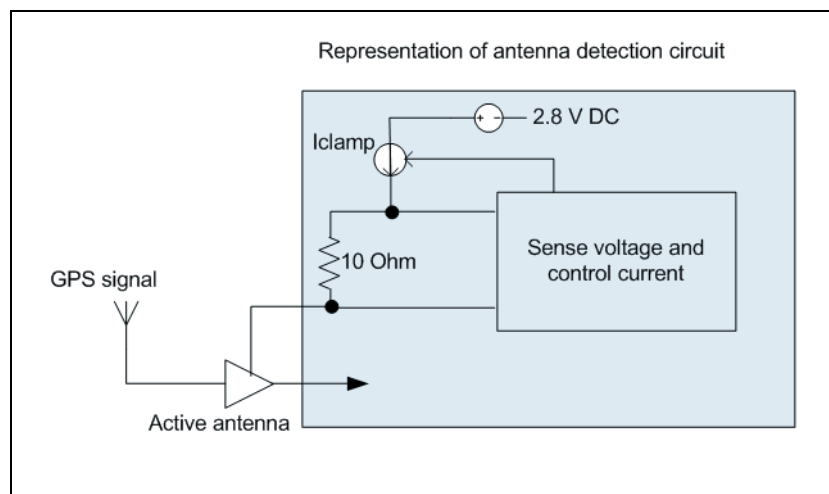 Representation of antenna detection circuit
+ -
2.8 V DC
Iclamp
Sense voltage and
control current
10 Ohm
GPS signal
Active antenna